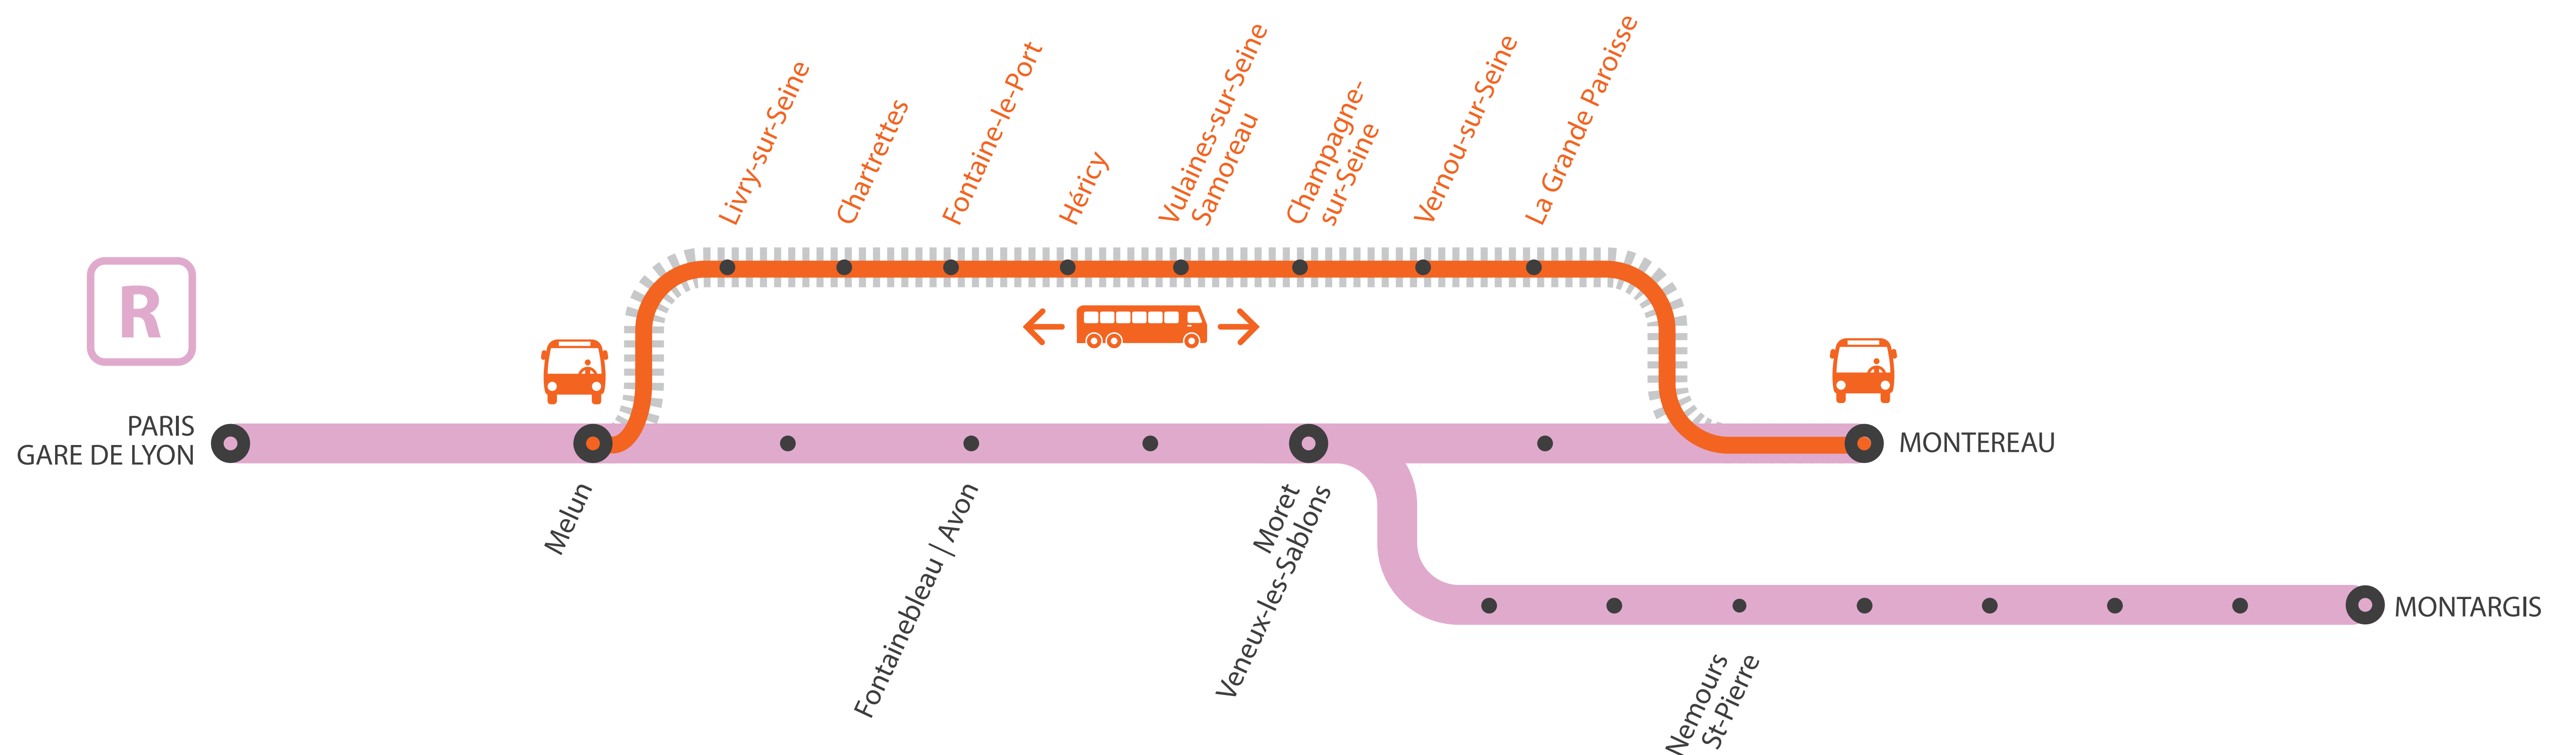 Livry-sur-Seine
Chartrettes
Fontaine-le-Port
Héricy
Vulaines-sur-Seine
Samoreau
Champagne-
sur-Seine
Vernou-sur-Seine
La Grande Paroisse
R
PARIS
GARE DE LYON
MONTEREAU
Melun
Fontainebleau | Avon
Moret
Veneux-les-Sablons
MONTARGIS
Nemours
St-Pierre